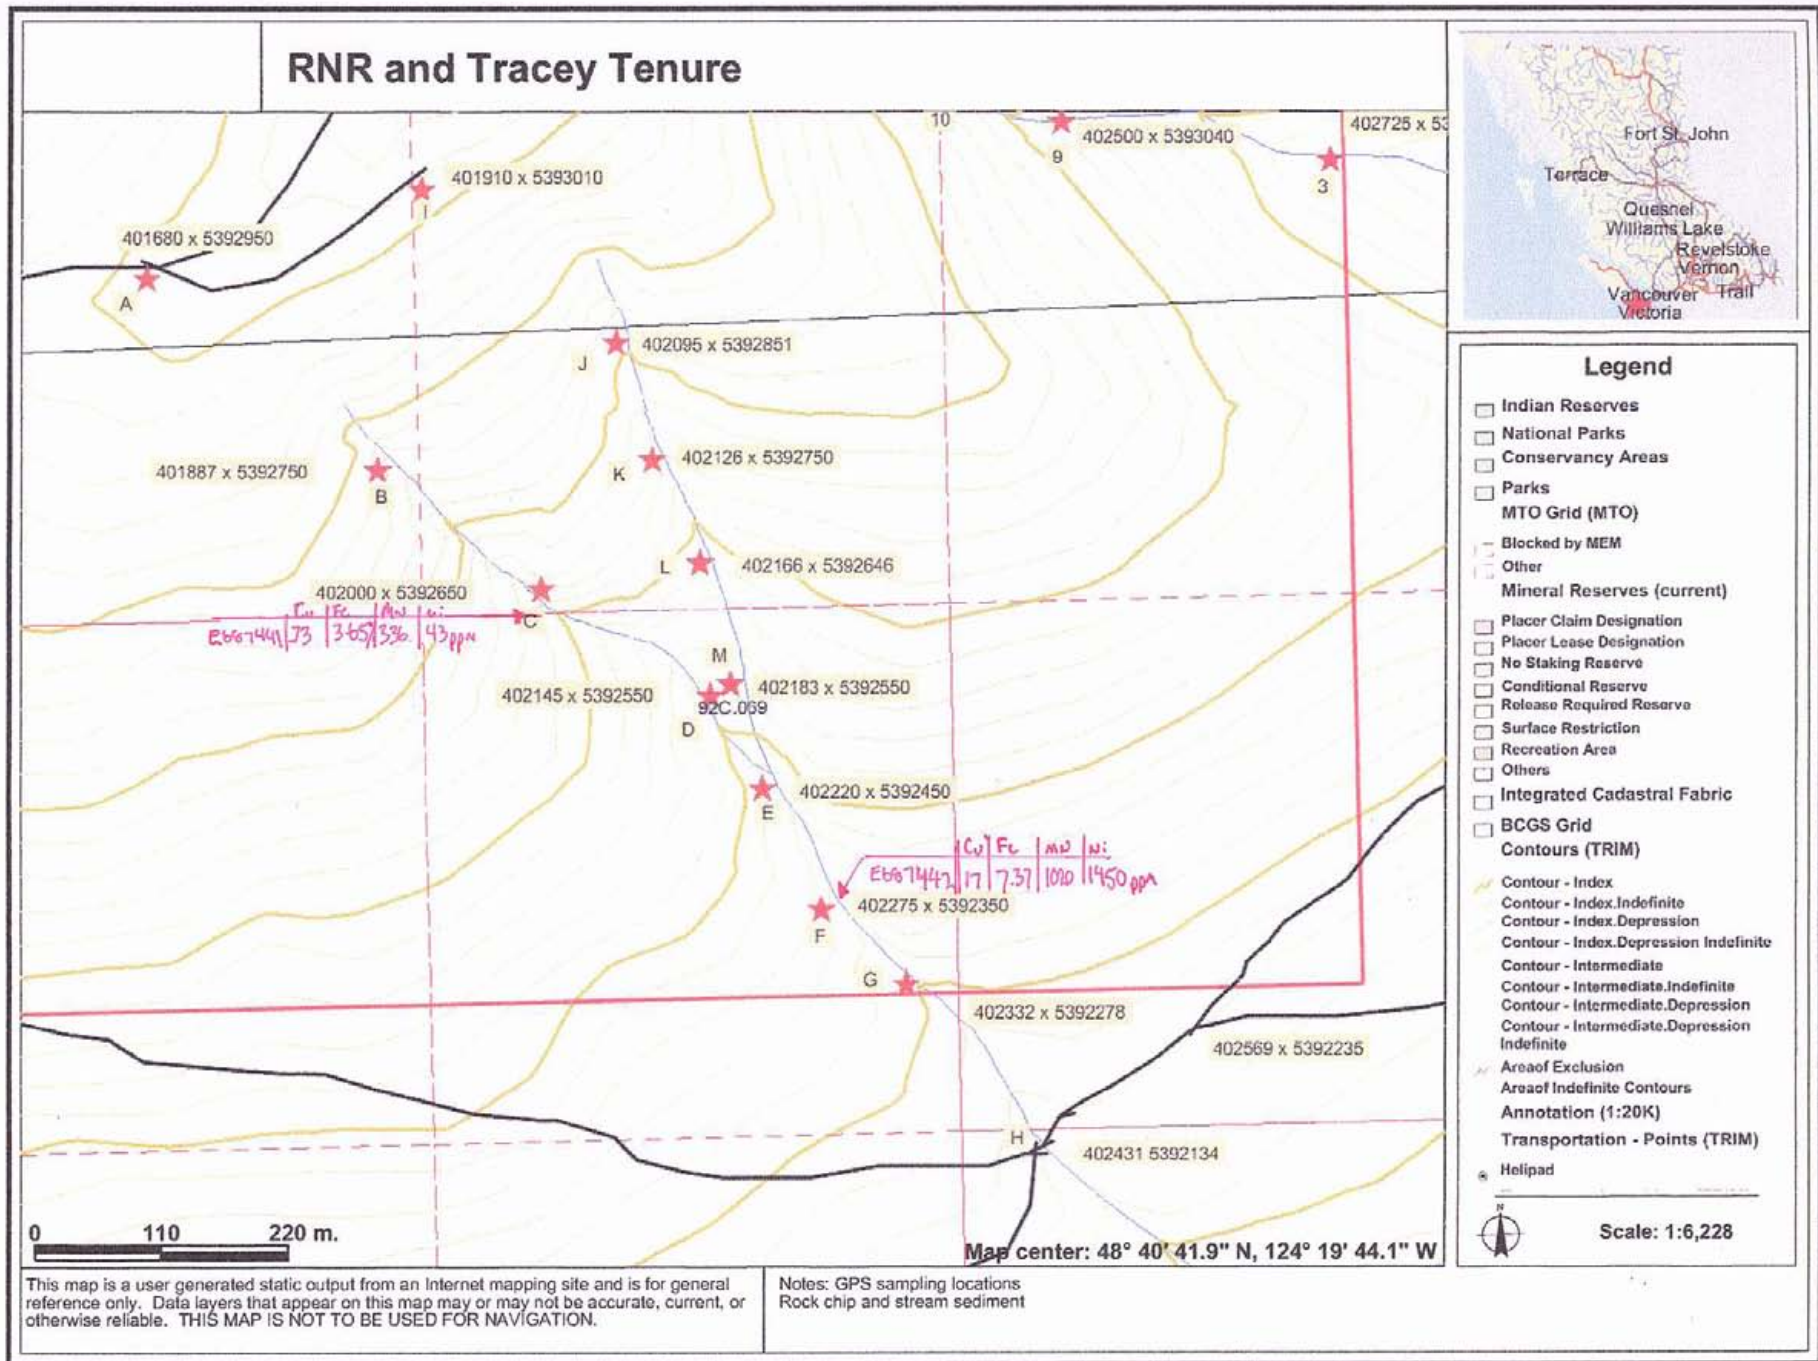 RNR and Tracey Tenure
10
402500 x 5393040
9
402725 x 53
3
401910 x 5393010
I
401680 x 5392950
A
402095 x 5392851
J
401887 x 5392750
B
402126 x 5392750
K
402166 x 5392646
L
402000 x 5392650
C
Cu Fe Mn Ni
E667441 73 3.65% 336 43 ppm
M
402183 x 5392550
402145 x 5392550
92C.069
D
402220 x 5392450
E
Cu Fe Mn Ni
E667442 17 7.37 1020 1450 ppm
402275 x 5392350
F
G
402332 x 5392278
402569 x 5392235
H
402431 5392134
0 110 220 m.
Map center: 48° 40' 41.9" N, 124° 19' 44.1" W
This map is a user generated static output from an Internet mapping site and is for general
reference only. Data layers that appear on this map may or may not be accurate, current, or
otherwise reliable. THIS MAP IS NOT TO BE USED FOR NAVIGATION.
Notes: GPS sampling locations
Rock chip and stream sediment
Fort St. John
Terrace
Quesnel
Williams Lake
Revelstoke
Vernon
Vancouver Trail
Victoria
Legend
Indian Reserves
National Parks
Conservancy Areas
Parks
MTO Grid (MTO)
Blocked by MEM
Other
Mineral Reserves (current)
Placer Claim Designation
Placer Lease Designation
No Staking Reserve
Conditional Reserve
Release Required Reserve
Surface Restriction
Recreation Area
Others
Integrated Cadastral Fabric
BCGS Grid
Contours (TRIM)
Contour - Index
Contour - Index.Indefinite
Contour - Index.Depression
Contour - Index.Depression Indefinite
Contour - Intermediate
Contour - Intermediate.Indefinite
Contour - Intermediate.Depression
Contour - Intermediate.Depression
Indefinite
Areaof Exclusion
Areaof Indefinite Contours
Annotation (1:20K)
Transportation - Points (TRIM)
Helipad
N
Scale: 1:6,228